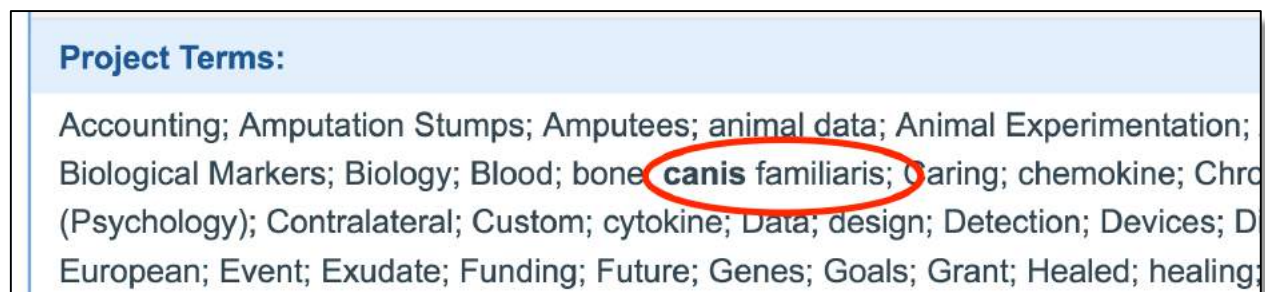 Project Terms:
Accounting; Amputation Stumps; Amputees; animal data; Animal Experimentation;
Biological Markers; Biology; Blood; bone canis familiaris; Caring; chemokine; Chro
(Psychology); Contralateral; Custom; cytokine; Data; design; Detection; Devices; D
European; Event; Exudate; Funding; Future; Genes; Goals; Grant; Healed; healing;